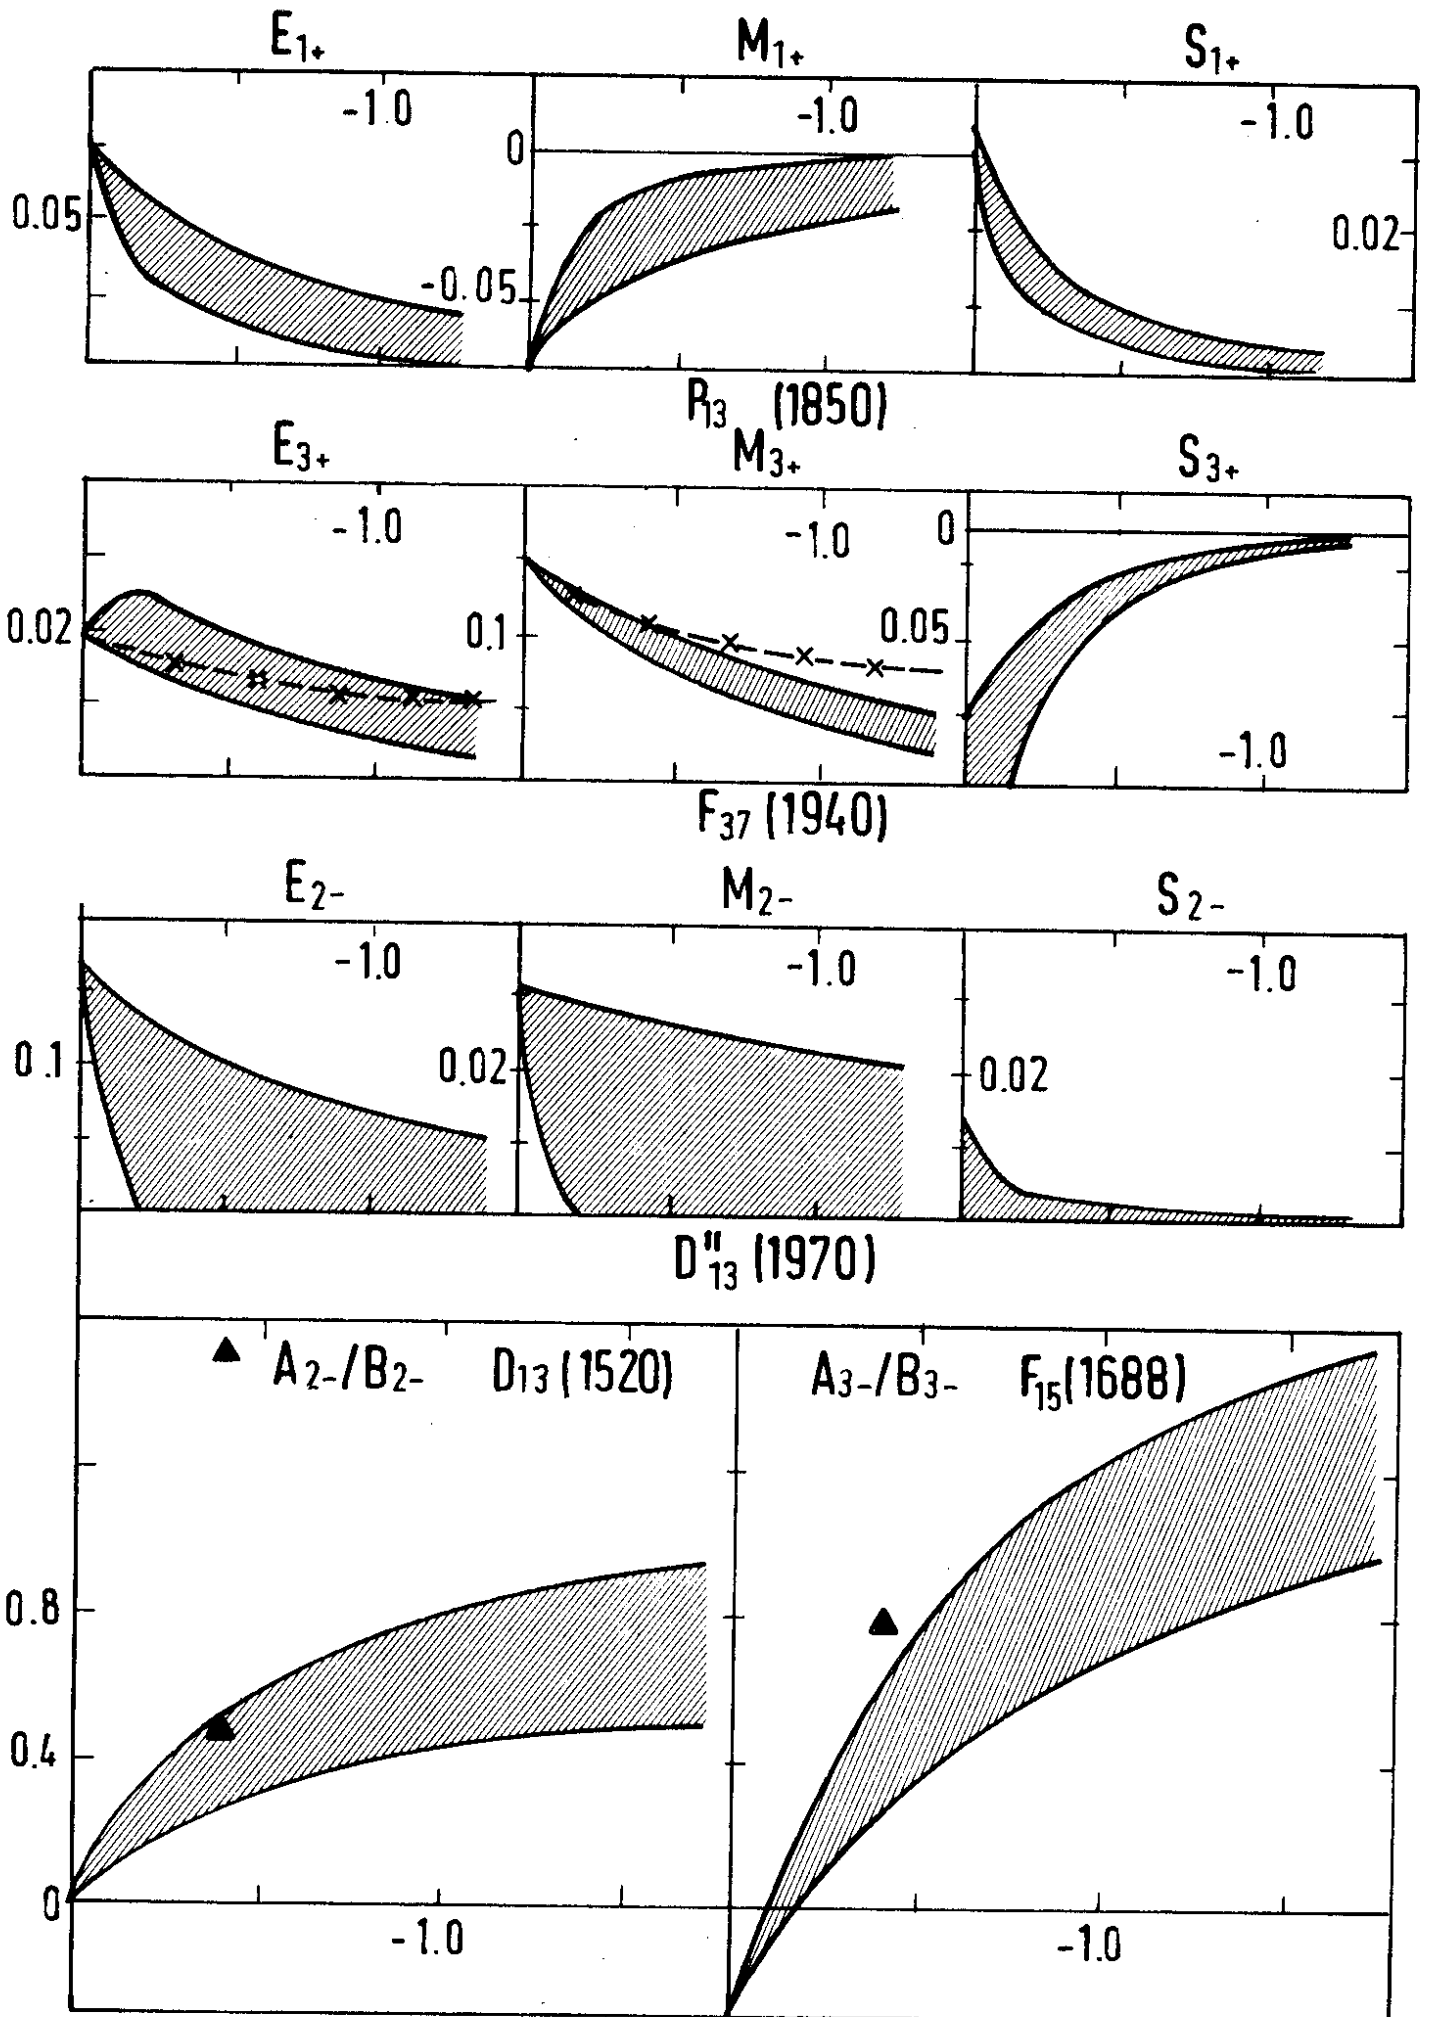 E1+ M1+ S1+
-1.0 -1.0 -1.0
0
0.05 0.02
-0.05
P13 (1850)
E3+ M3+ S3+
-1.0 -1.0 0
0.02 0.1 0.05
-1.0
F37 (1940)
E2- M2- S2-
-1.0 -1.0 -1.0
0.1 0.02 0.02
D"13 (1970)
▲ A2-/B2- D13 (1520) A3-/B3- F15(1688)
0.8
0.4
0
-1.0 -1.0